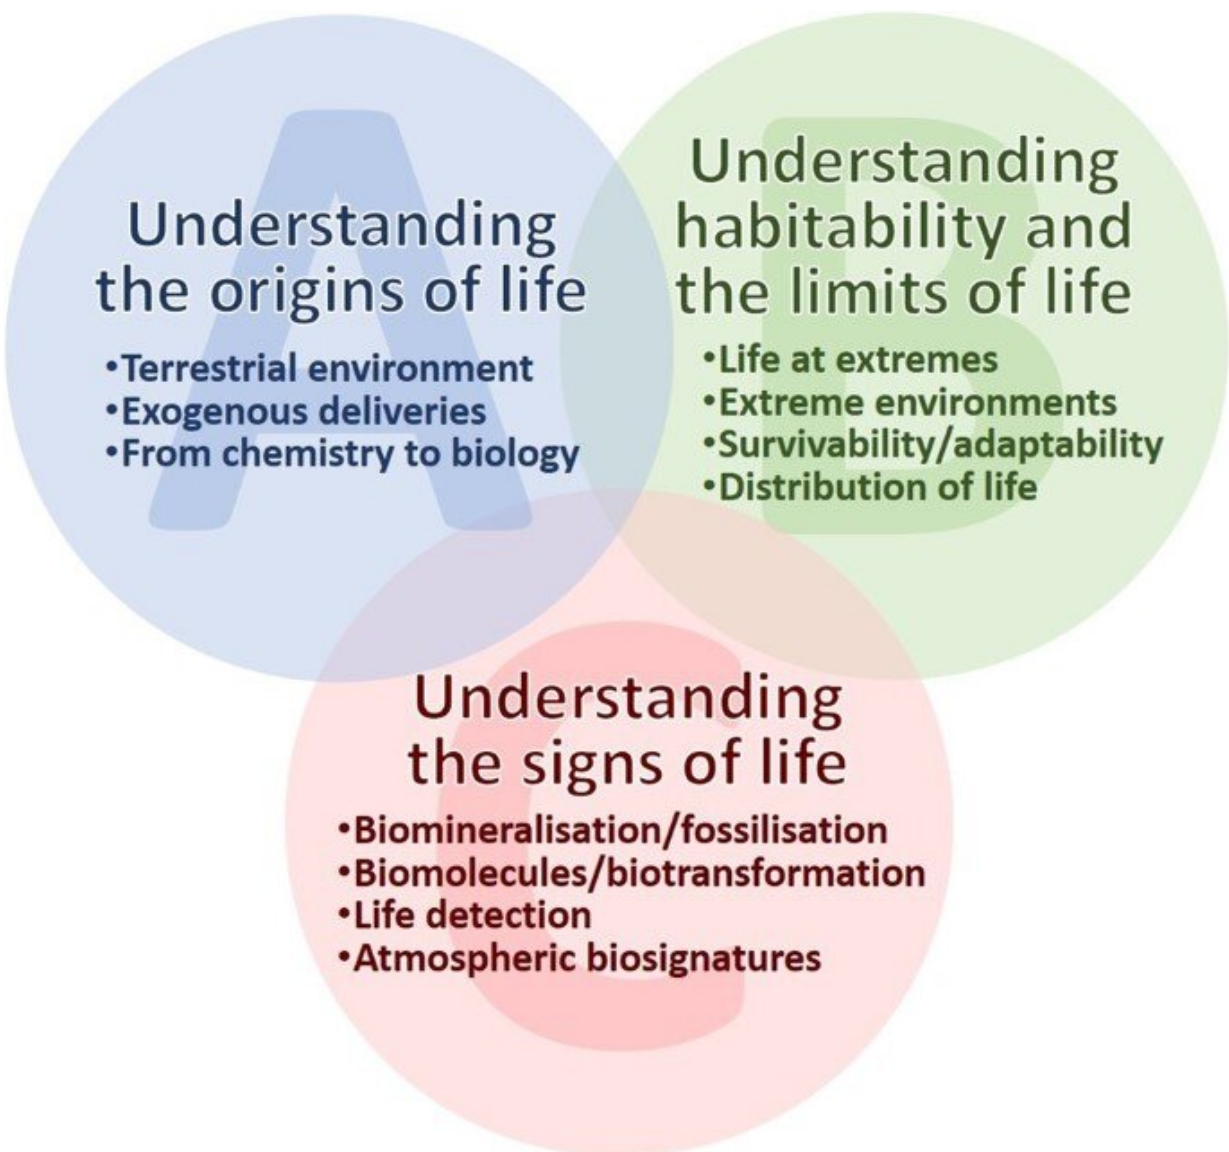 A
Understanding
the origins of life
•Terrestrial environment
•Exogenous deliveries
•From chemistry to biology
B
Understanding
habitability and
the limits of life
•Life at extremes
•Extreme environments
•Survivability/adaptability
•Distribution of life
C
Understanding
the signs of life
•Biomineralisation/fossilisation
•Biomolecules/biotransformation
•Life detection
•Atmospheric biosignatures